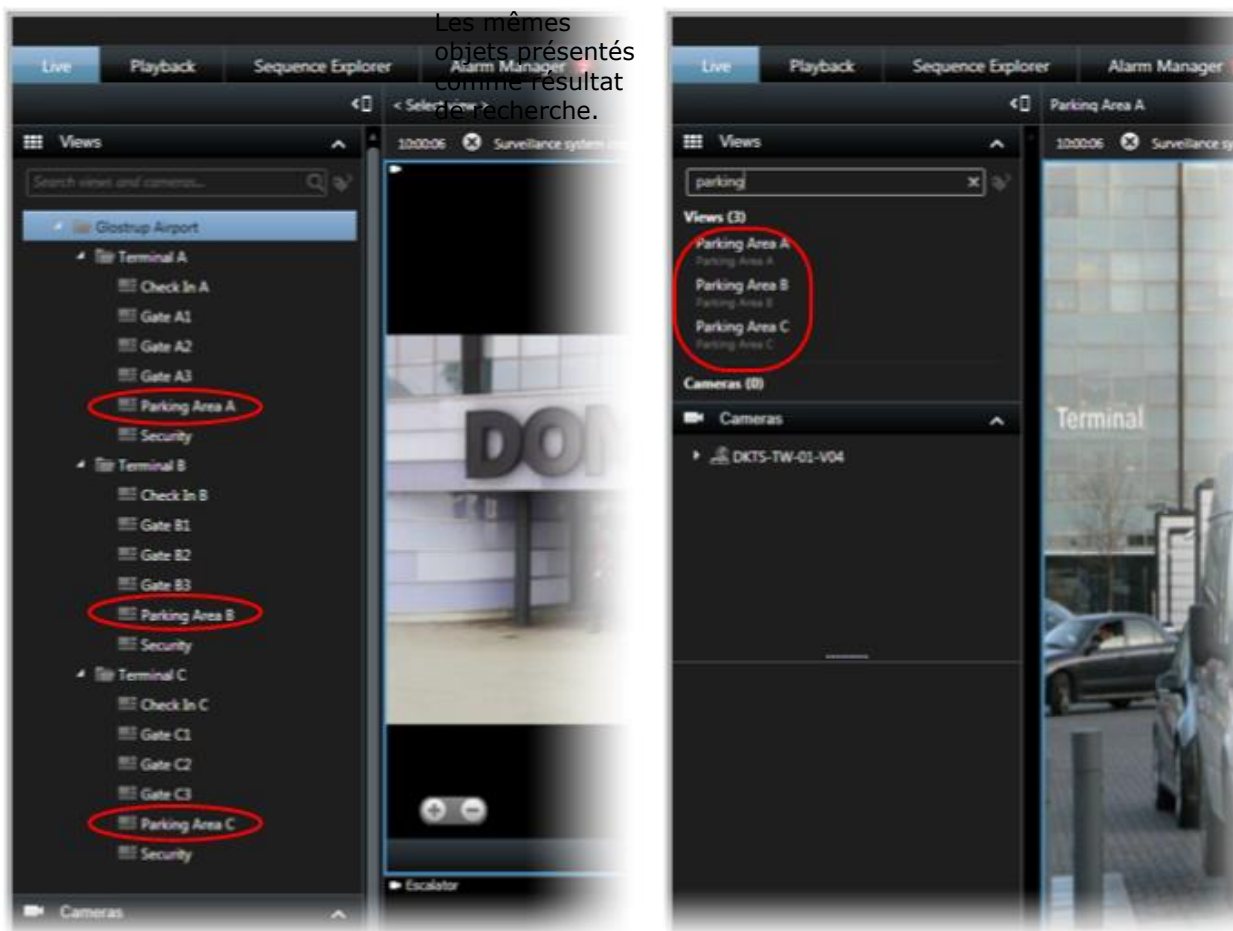 Les mêmes
objets présentés
comme résultat
de recherche.
Live Playback Sequence Explorer Alarm Manager
< Select view >
Views
10:00:06 Surveillance system
Search views and cameras...
Glostrup Airport
Terminal A
Check In A
Gate A1
Gate A2
Gate A3
Parking Area A
Security
Terminal B
Check In B
Gate B1
Gate B2
Gate B3
Parking Area B
Security
Terminal C
Check In C
Gate C1
Gate C2
Gate C3
Parking Area C
Security
Cameras
DO
Escalator
Live Playback Sequence Explorer Alarm Manager
Parking Area A
Views
10:00:06 Surveillance sy
parking
Views (3)
Parking Area A
Parking Area A
Parking Area B
Parking Area B
Parking Area C
Parking Area C
Cameras (0)
Cameras
DKTS-TW-01-V04
Terminal